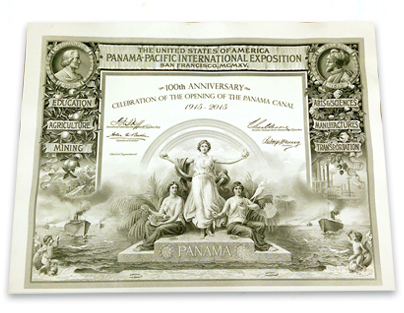 THE UNITED STATES OF AMERICA
PANAMA-PACIFIC INTERNATIONAL EXPOSITION
SAN FRANCISCO, MCMXV.
100th ANNIVERSARY
CELEBRATION OF THE OPENING OF THE PANAMA CANAL
1915-2015
EDUCATION
AGRICULTURE
MINING
ARTS & SCIENCES
MANUFACTURES
TRANSPORTATION
PANAMA